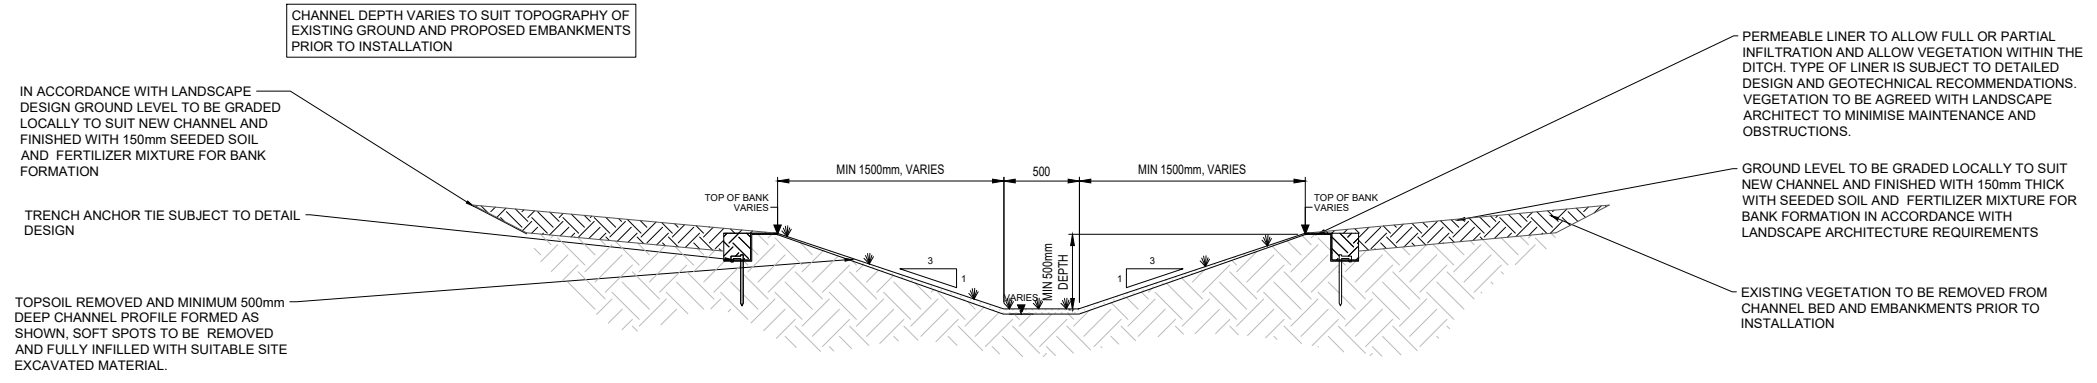 CHANNEL DEPTH VARIES TO SUIT TOPOGRAPHY OF
EXISTING GROUND AND PROPOSED EMBANKMENTS
PRIOR TO INSTALLATION
IN ACCORDANCE WITH LANDSCAPE
DESIGN GROUND LEVEL TO BE GRADED
LOCALLY TO SUIT NEW CHANNEL AND
FINISHED WITH 150mm SEEDED SOIL
AND FERTILIZER MIXTURE FOR BANK
FORMATION
TRENCH ANCHOR TIE SUBJECT TO DETAIL
DESIGN
TOPSOIL REMOVED AND MINIMUM 500mm
DEEP CHANNEL PROFILE FORMED AS
SHOWN, SOFT SPOTS TO BE REMOVED
AND FULLY INFILLED WITH SUITABLE SITE
EXCAVATED MATERIAL.
MIN 1500mm, VARIES
500
MIN 1500mm, VARIES
TOP OF BANK
VARIES
TOP OF BANK
VARIES
3
1
MIN 500mm
DEPTH
3
1
VARIES
PERMEABLE LINER TO ALLOW FULL OR PARTIAL
INFILTRATION AND ALLOW VEGETATION WITHIN THE
DITCH. TYPE OF LINER IS SUBJECT TO DETAILED
DESIGN AND GEOTECHNICAL RECOMMENDATIONS.
VEGETATION TO BE AGREED WITH LANDSCAPE
ARCHITECT TO MINIMISE MAINTENANCE AND
OBSTRUCTIONS.
GROUND LEVEL TO BE GRADED LOCALLY TO SUIT
NEW CHANNEL AND FINISHED WITH 150mm THICK
WITH SEEDED SOIL AND FERTILIZER MIXTURE FOR
BANK FORMATION IN ACCORDANCE WITH
LANDSCAPE ARCHITECTURE REQUIREMENTS
EXISTING VEGETATION TO BE REMOVED FROM
CHANNEL BED AND EMBANKMENTS PRIOR TO
INSTALLATION